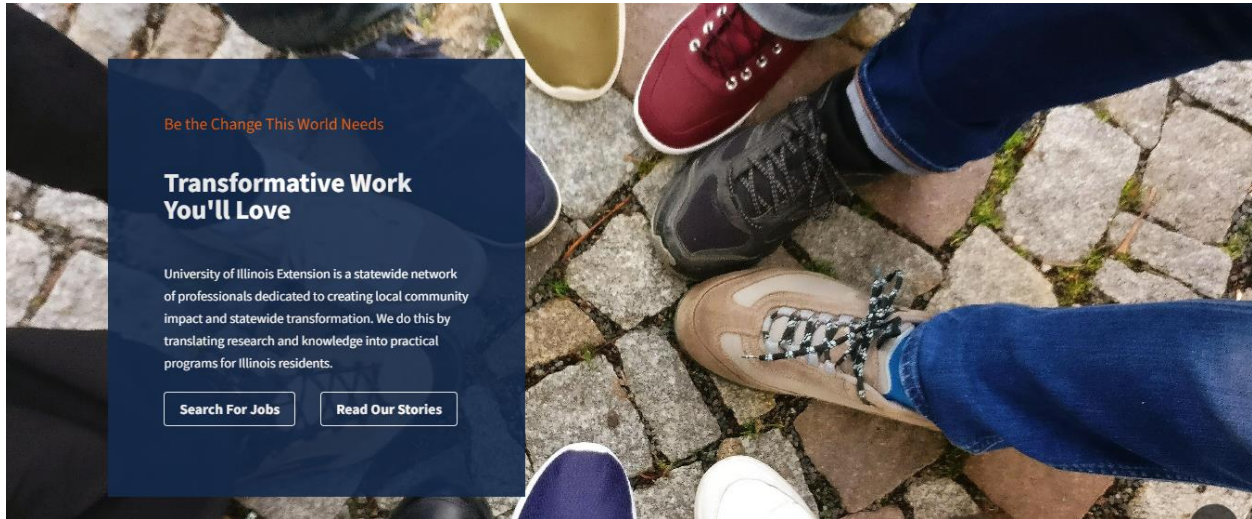 Be the Change This World Needs
Transformative Work
You'll Love
University of Illinois Extension is a statewide network
of professionals dedicated to creating local community
impact and statewide transformation. We do this by
translating research and knowledge into practical
programs for Illinois residents.
Search For Jobs
Read Our Stories